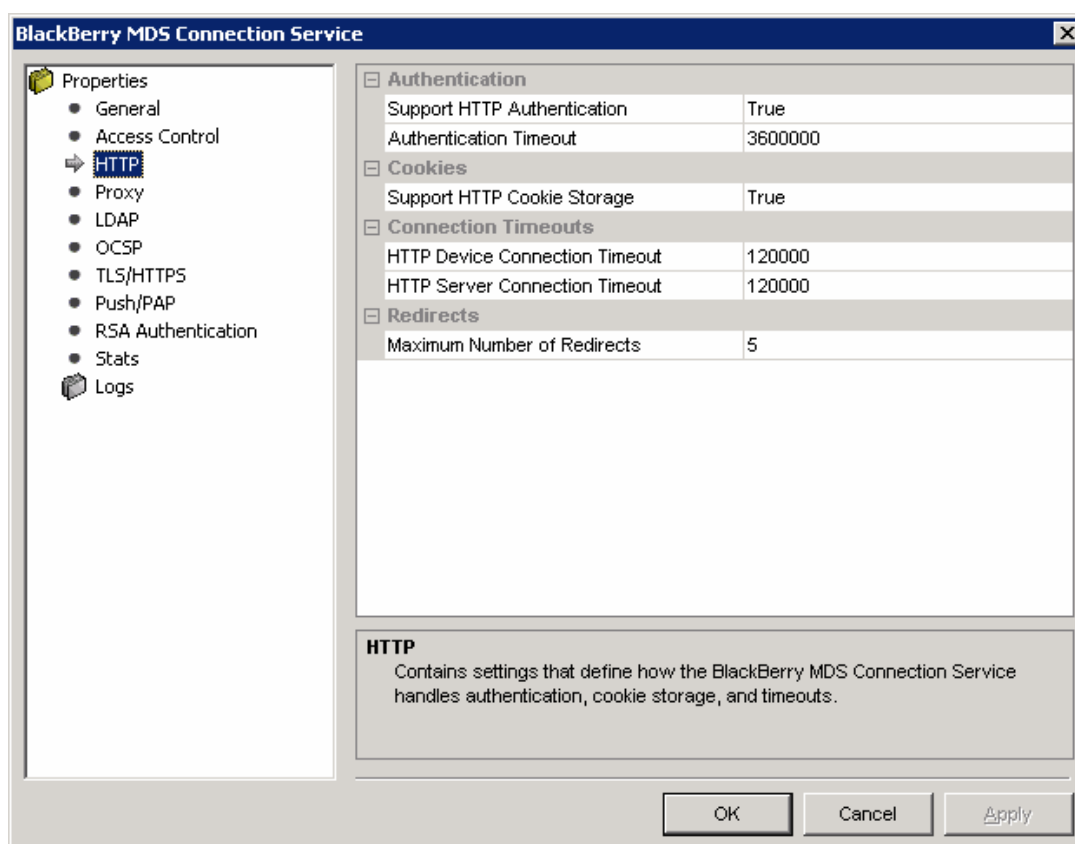 BlackBerry MDS Connection Service
Properties
General
Access Control
HTTP
Proxy
LDAP
OCSP
TLS/HTTPS
Push/PAP
RSA Authentication
Stats
Logs
Authentication
Support HTTP Authentication True
Authentication Timeout 3600000
Cookies
Support HTTP Cookie Storage True
Connection Timeouts
HTTP Device Connection Timeout 120000
HTTP Server Connection Timeout 120000
Redirects
Maximum Number of Redirects 5
HTTP
Contains settings that define how the BlackBerry MDS Connection Service
handles authentication, cookie storage, and timeouts.
OK Cancel Apply